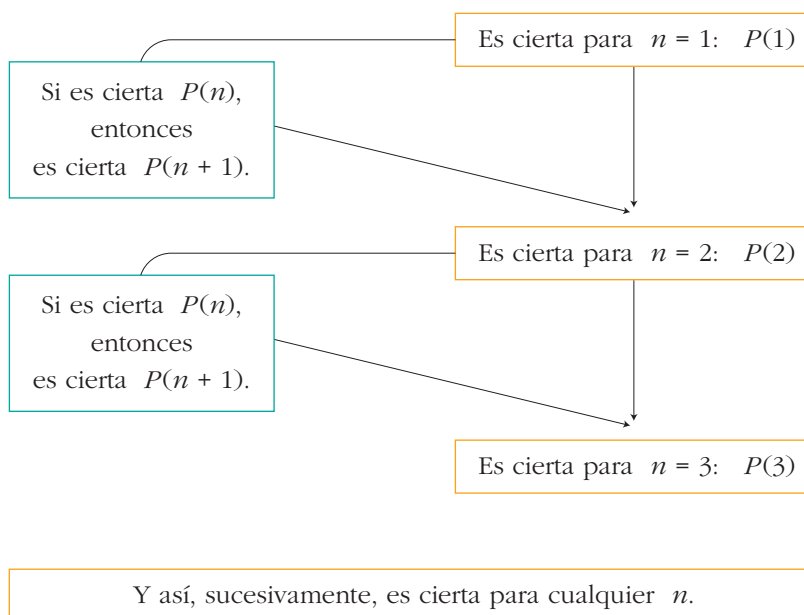 Es cierta para n = 1: P(1)
Si es cierta P(n),
entonces
es cierta P(n + 1).
Es cierta para n = 2: P(2)
Si es cierta P(n),
entonces
es cierta P(n + 1).
Es cierta para n = 3: P(3)
Y así, sucesivamente, es cierta para cualquier n.